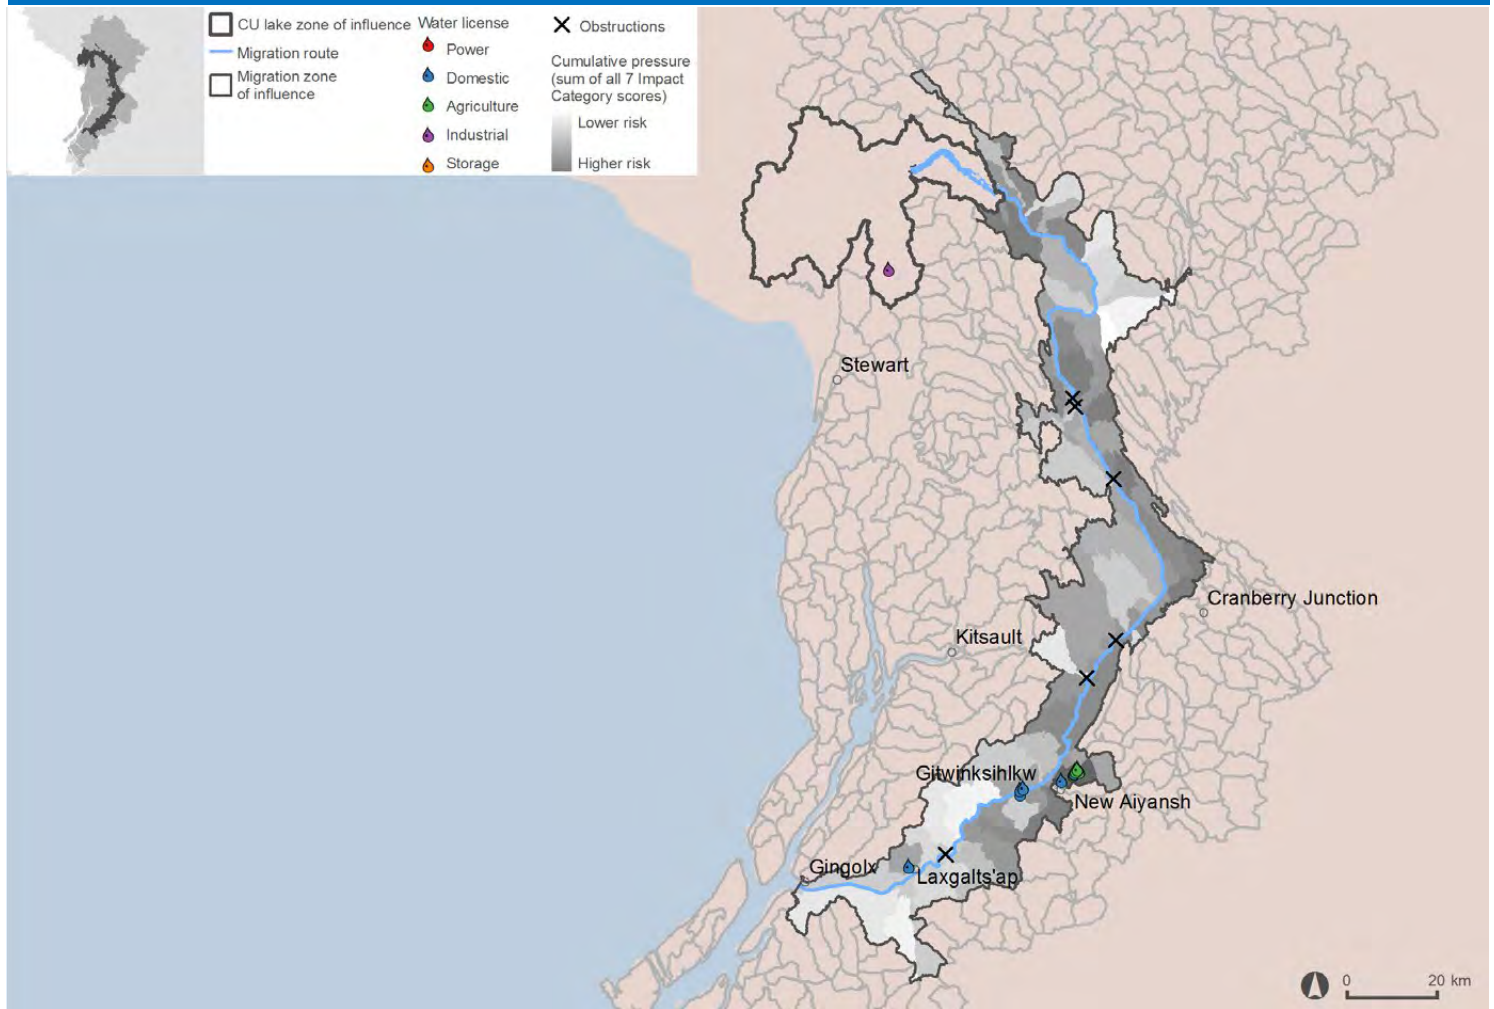 CU lake zone of influence
Migration route
Migration zone
of influence
Water license
Power
Domestic
Agriculture
Industrial
Storage
Obstructions
Cumulative pressure
(sum of all 7 Impact
Category scores)
Lower risk
Higher risk
Stewart
Cranberry Junction
Kitsault
Gitwinksihlkw
New Aiyansh
Gingolx
Laxgalts'ap
0 20 km